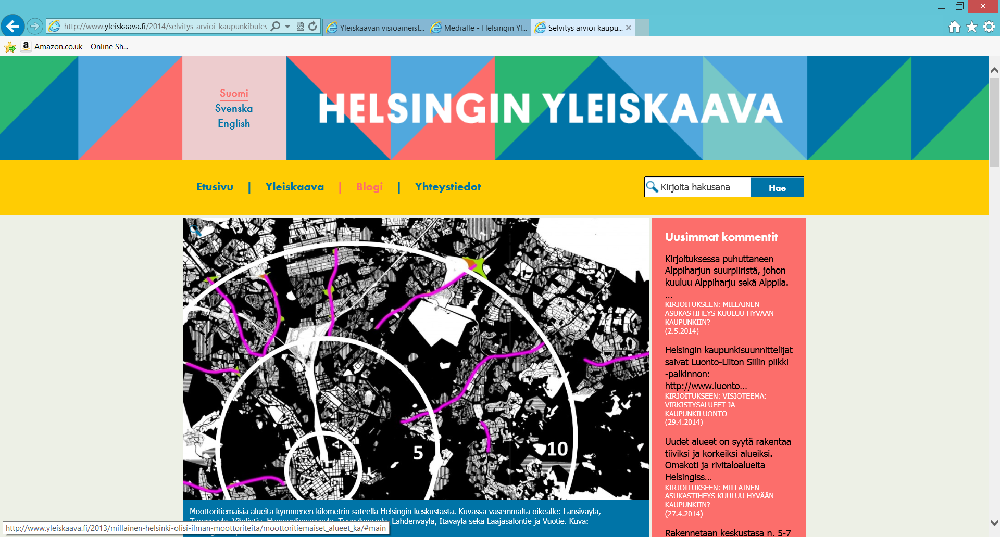 http://www.yleiskaava.fi/2014/selvitys-arvioi-kaupunkibulev
Yleiskaavan visioaineist...
Medialle - Helsingin Yl...
Selvitys arvioi kaupu...
Amazon.co.uk – Online Sh...
Suomi
Svenska
English
HELSINGIN YLEISKAAVA
Etusivu | Yleiskaava | Blogi | Yhteystiedot
Kirjoita hakusana
Hae
5
10
Moottoritiemäisiä alueita kymmenen kilometrin säteellä Helsingin keskustasta. Kuvassa vasemmalta oikealle: Länsiväylä,
Turunväylä, Vihdintie, Hämeenlinnanväylä, Tuusulanväylä, Lahdenväylä, Itäväylä sekä Laajasalontie ja Vuotie. Kuva:
http://www.yleiskaava.fi/2013/millainen-helsinki-olisi-ilman-moottoriteita/moottoritiemaiset_alueet_ka/#main
Uusimmat kommentit
Kirjoituksessa puhuttaneen
Alppiharjun suurpiiristä, johon
kuuluu Alppiharju sekä Alppila.
...
KIRJOITUKSEEN: MILLAINEN
ASUKASTIHEYS KUULUU HYVÄÄN
KAUPUNKIIN?
(2.5.2014)
Helsingin kaupunkisuunnittelijat
saivat Luonto-Liiton Siilin piikki
-palkinnon:
http://www.luonto...
KIRJOITUKSEEN: VISIOTEEMA:
VIRKISTYSALUEET JA
KAUPUNKILUONTO
(29.4.2014)
Uudet alueet on syytä rakentaa
tiiviksi ja korkeiksi alueiksi.
Omakoti ja rivitaloalueita
Helsingiss...
KIRJOITUKSEEN: MILLAINEN
ASUKASTIHEYS KUULUU HYVÄÄN
KAUPUNKIIN?
(27.4.2014)
Rakennetaan keskustasa n. 5-7